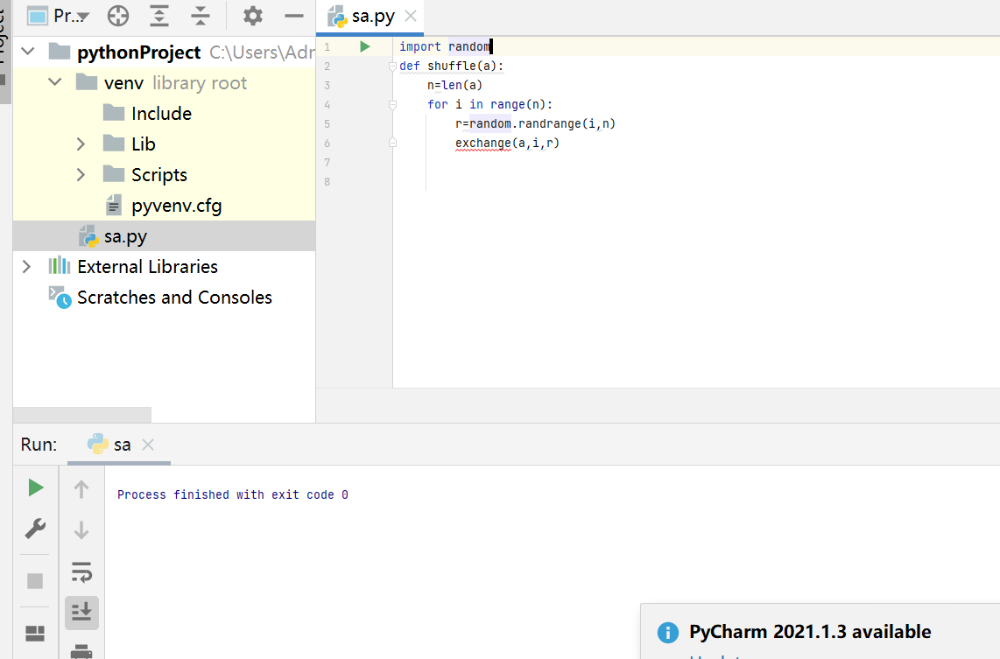 Pr...
sa.py
pythonProject C:\Users\Adr
venv library root
Include
Lib
Scripts
pyvenv.cfg
sa.py
External Libraries
Scratches and Consoles
1 import random
2 def shuffle(a):
3 n=len(a)
4 for i in range(n):
5 r=random.randrange(i,n)
6 exchange(a,i,r)
7
8
Run: sa
Process finished with exit code 0
PyCharm 2021.1.3 available